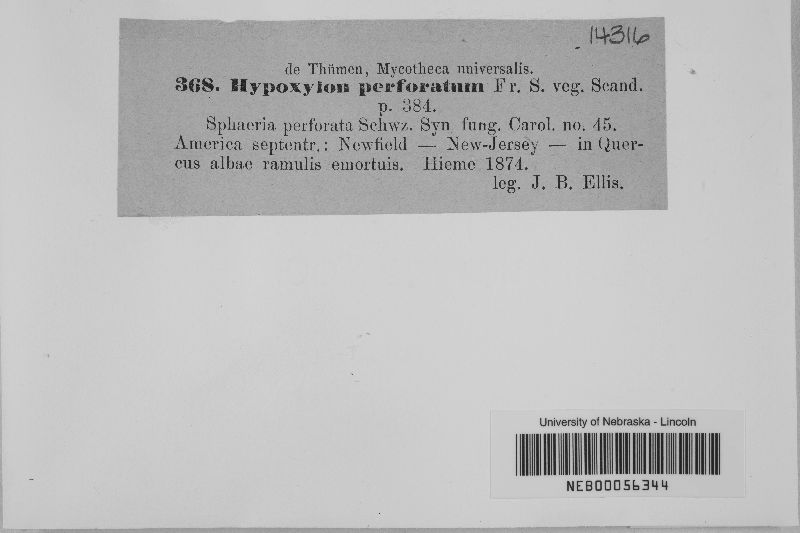 14316
de Thümen, Mycotheca universalis.
368. Hypoxylon perforatum Fr. S. veg. Scand.
p. 384.
Sphaeria perforata Schwz. Syn. fung. Carol. no. 45.
America septentr.: Newfield — New-Jersey — in Quer-
cus albae ramulis emortuis. Hieme 1874.
leg. J. B. Ellis.
University of Nebraska - Lincoln
NEB00056344